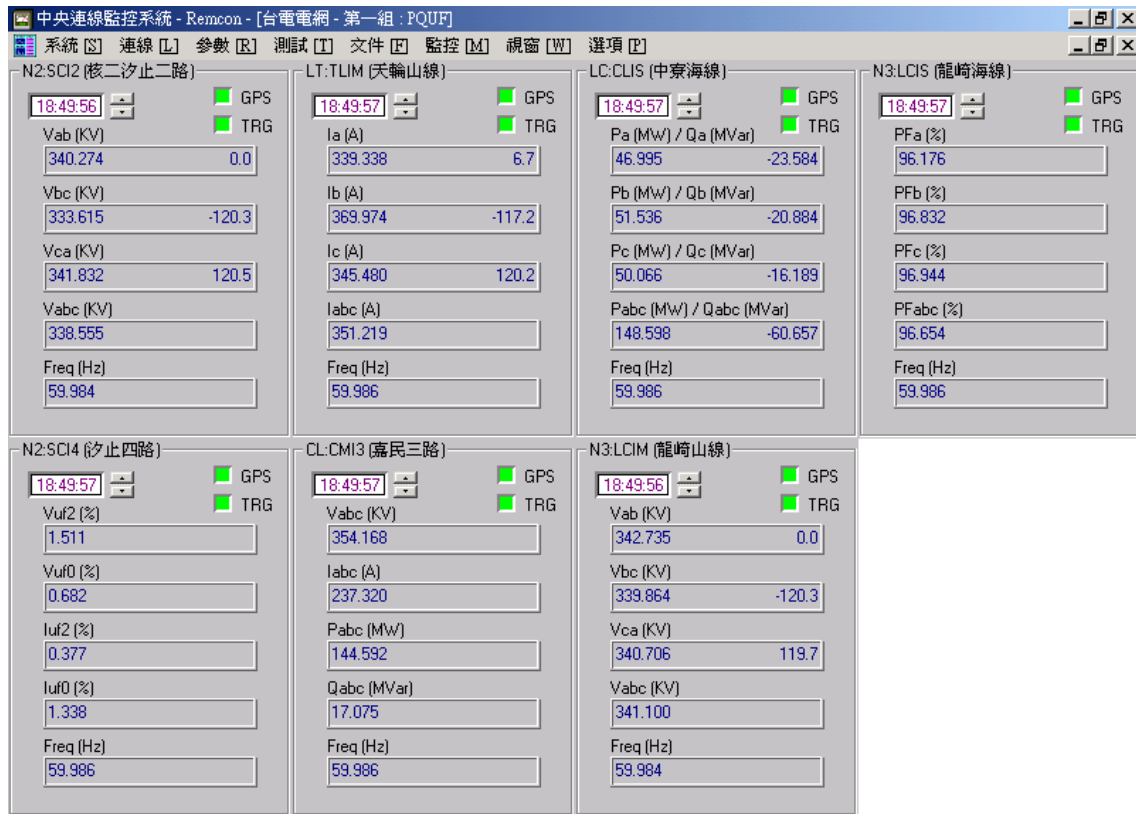 中央連線監控系統 - Remcon - [台電電網 - 第一組 : PQUF]
系統 [S] 連線 [L] 參數 [R] 測試 [T] 文件 [F] 監控 [M] 視窗 [W] 選項 [P]
N2:SCI2 (核二汐止二路)
18:49:56 GPS
TRG
Vab (KV)
340.274 0.0
Vbc (KV)
333.615 -120.3
Vca (KV)
341.832 120.5
Vabc (KV)
338.555
Freq (Hz)
59.984
LT:TLIM (天輪山線)
18:49:57 GPS
TRG
Ia (A)
339.338 6.7
Ib (A)
369.974 -117.2
Ic (A)
345.480 120.2
Iabc (A)
351.219
Freq (Hz)
59.986
LC:CLIS (中寮海線)
18:49:57 GPS
TRG
Pa (MW) / Qa (MVar)
46.995 -23.584
Pb (MW) / Qb (MVar)
51.536 -20.884
Pc (MW) / Qc (MVar)
50.066 -16.189
Pabc (MW) / Qabc (MVar)
148.598 -60.657
Freq (Hz)
59.986
N3:LCIS (龍崎海線)
18:49:57 GPS
TRG
PFa (%)
96.176
PFb (%)
96.832
PFc (%)
96.944
PFabc (%)
96.654
Freq (Hz)
59.986
N2:SCI4 (汐止四路)
18:49:57 GPS
TRG
Vuf2 (%)
1.511
Vuf0 (%)
0.682
Iuf2 (%)
0.377
Iuf0 (%)
1.338
Freq (Hz)
59.986
CL:CMI3 (嘉民三路)
18:49:57 GPS
TRG
Vabc (KV)
354.168
Iabc (A)
237.320
Pabc (MW)
144.592
Qabc (MVar)
17.075
Freq (Hz)
59.986
N3:LCIM (龍崎山線)
18:49:56 GPS
TRG
Vab (KV)
342.735 0.0
Vbc (KV)
339.864 -120.3
Vca (KV)
340.706 119.7
Vabc (KV)
341.100
Freq (Hz)
59.984